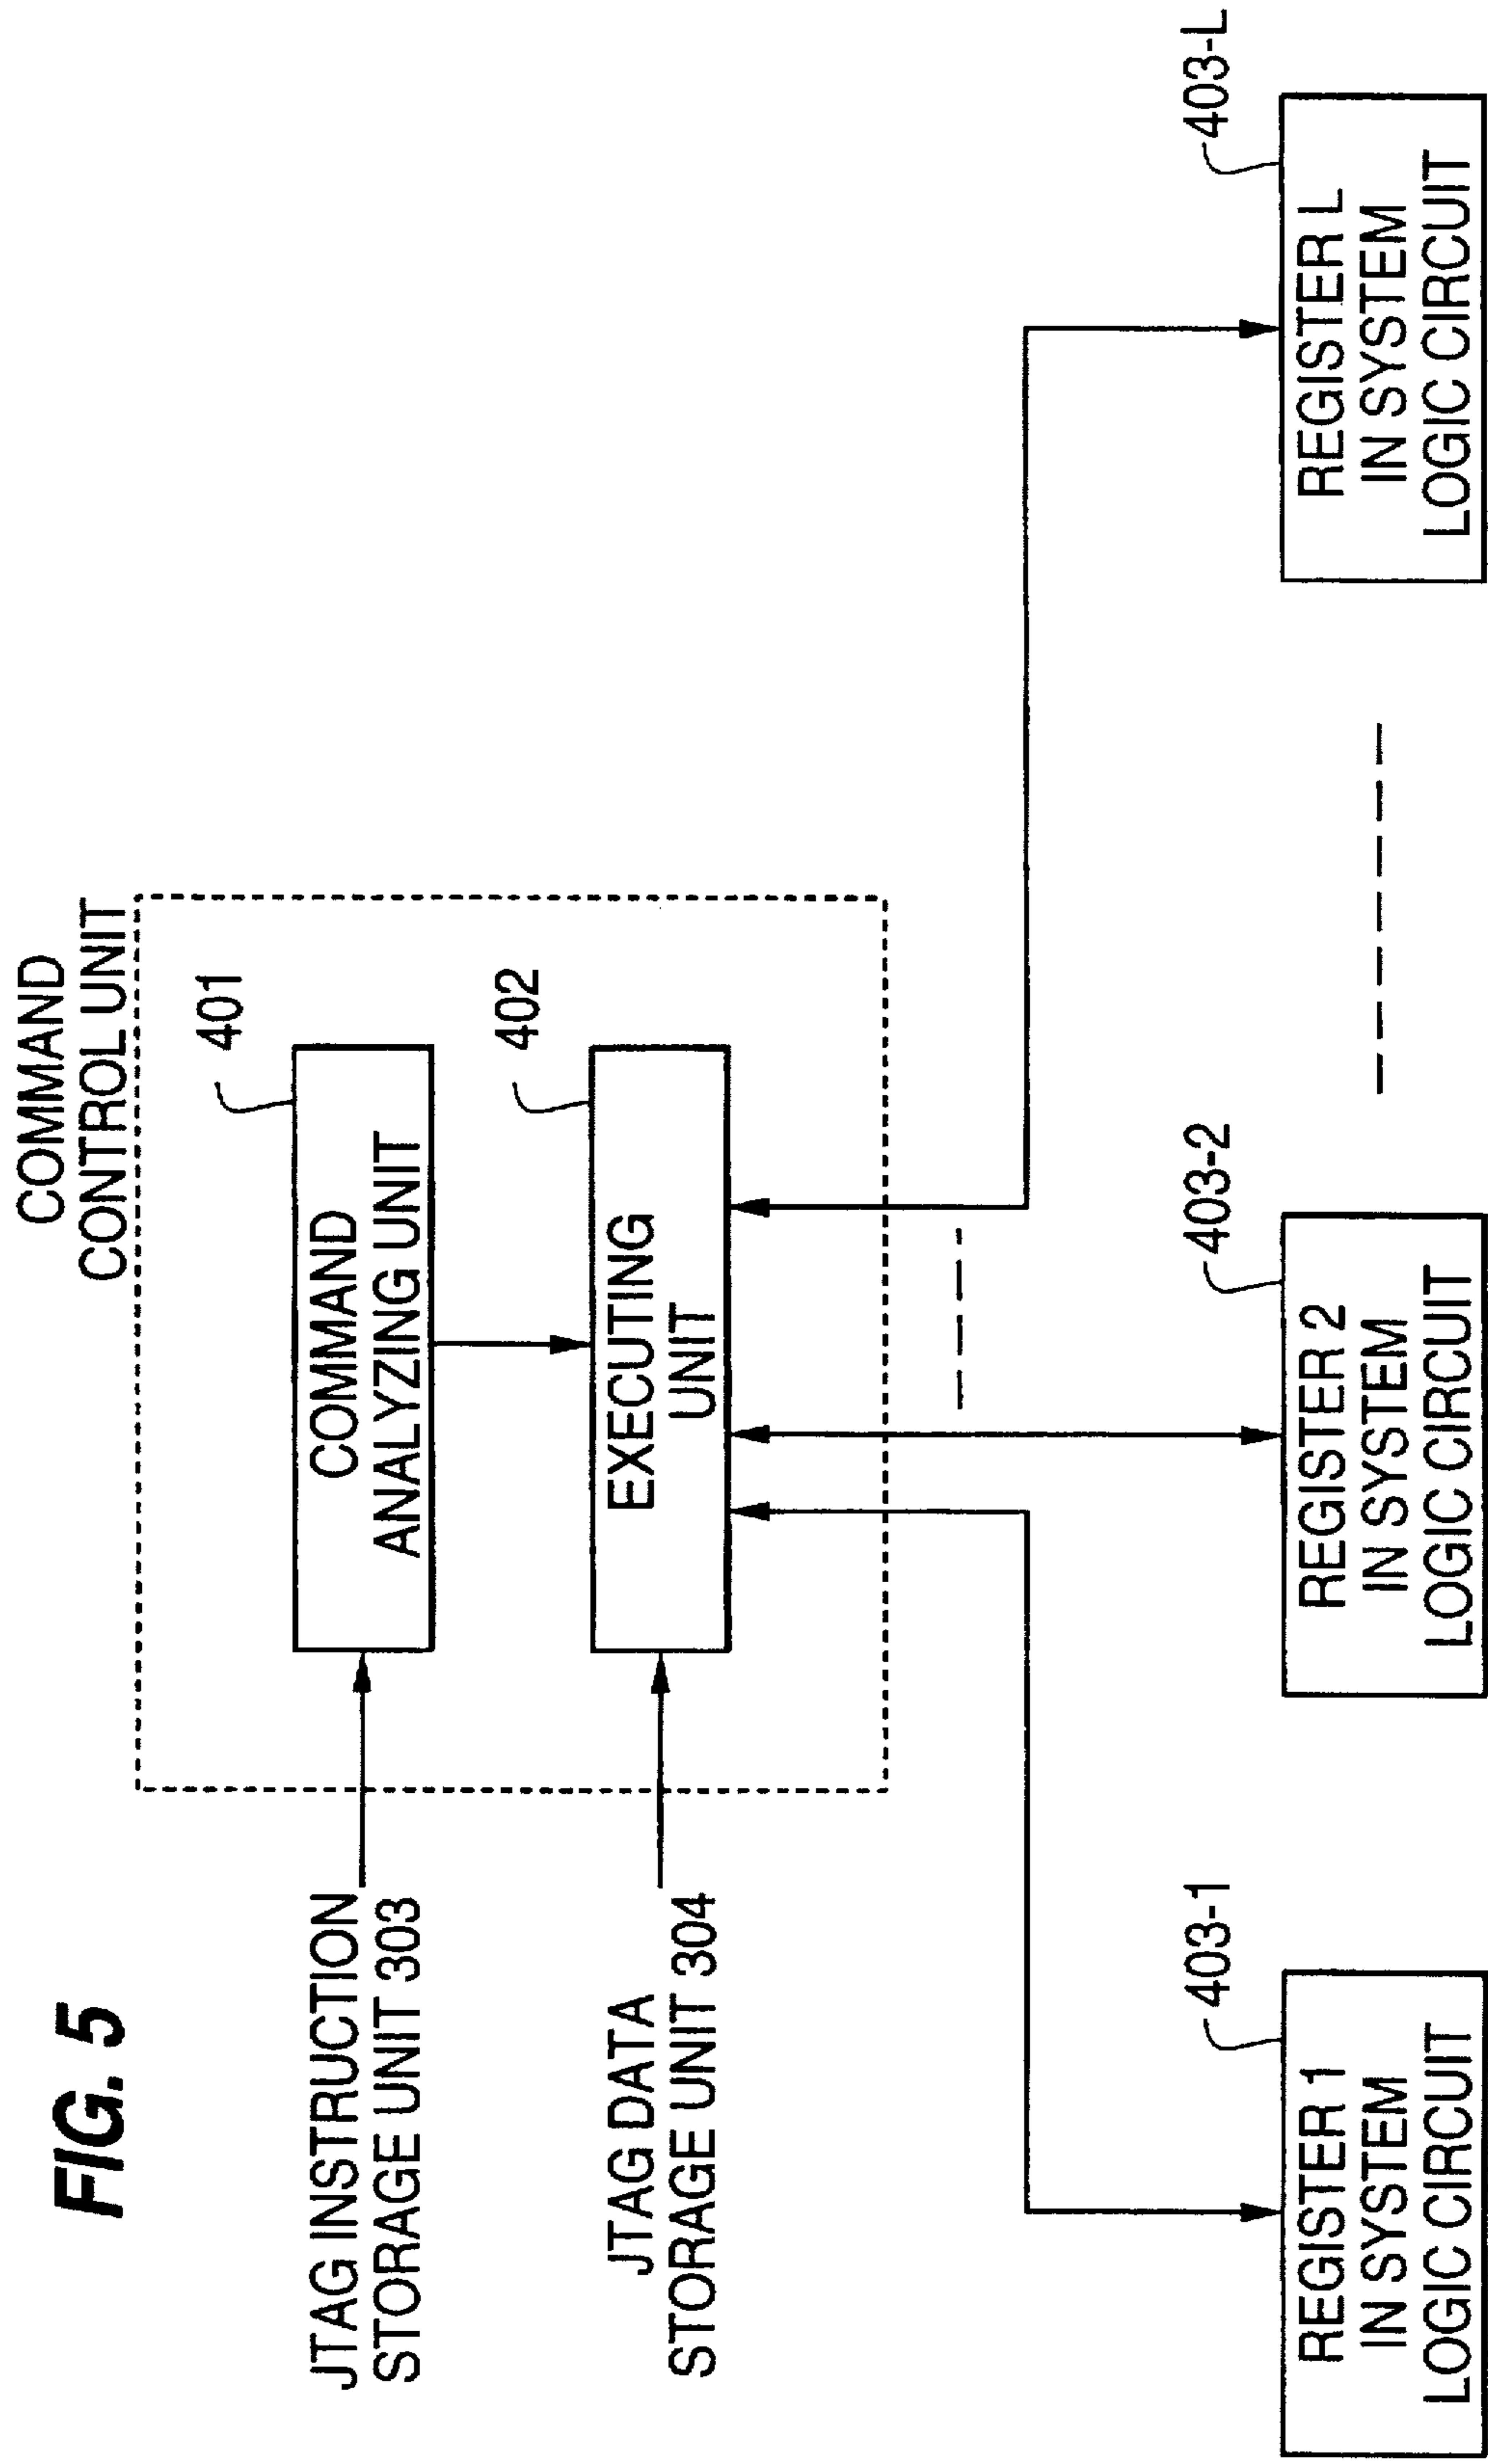 FIG. 5
COMMAND
CONTROL UNIT
401
COMMAND
ANALYZING UNIT
JTAG INSTRUCTION
STORAGE UNIT 303
402
EXECUTING
UNIT
JTAG DATA
STORAGE UNIT 304
403-1
REGISTER 1
IN SYSTEM
LOGIC CIRCUIT
403-2
REGISTER 2
IN SYSTEM
LOGIC CIRCUIT
403-L
REGISTER L
IN SYSTEM
LOGIC CIRCUIT